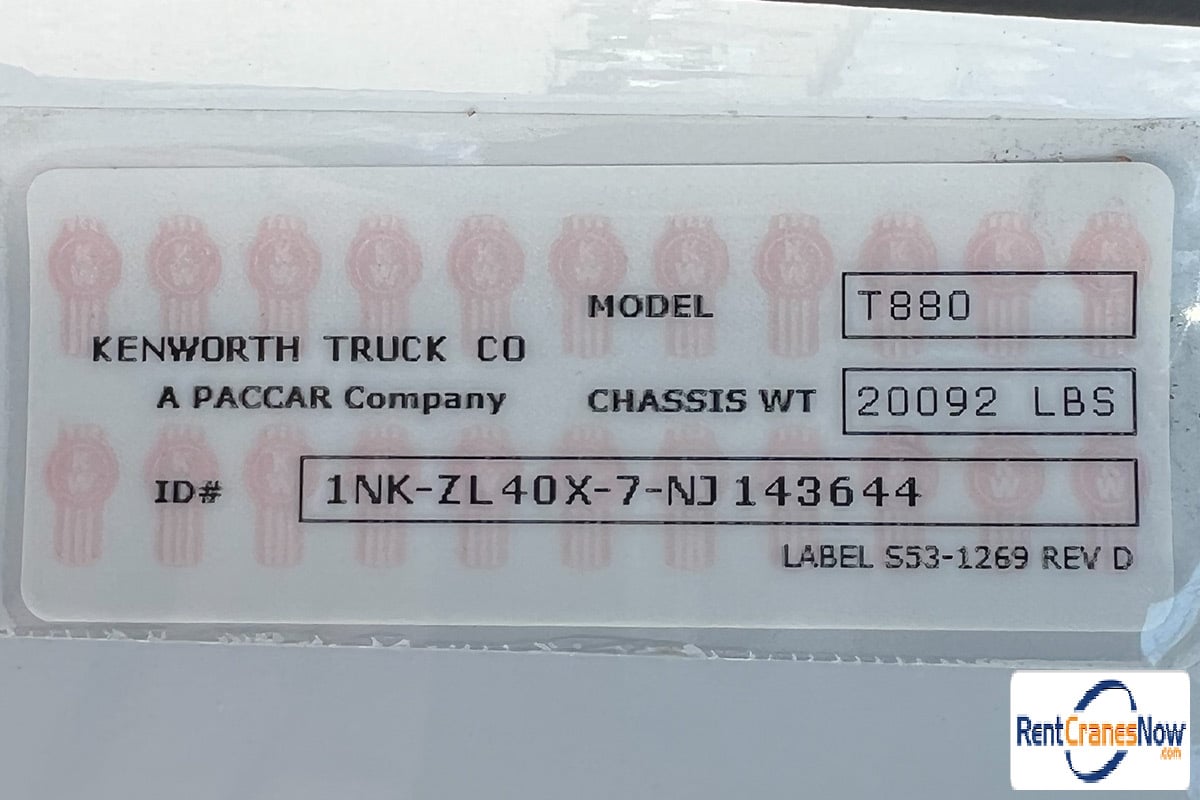 MODEL T880
KENWORTH TRUCK CO
A PACCAR Company
CHASSIS WT 20092 LBS
ID# 1NK-ZL40X-7-NJ143644
LABEL S53-1269 REV D
RentCranesNow
.com